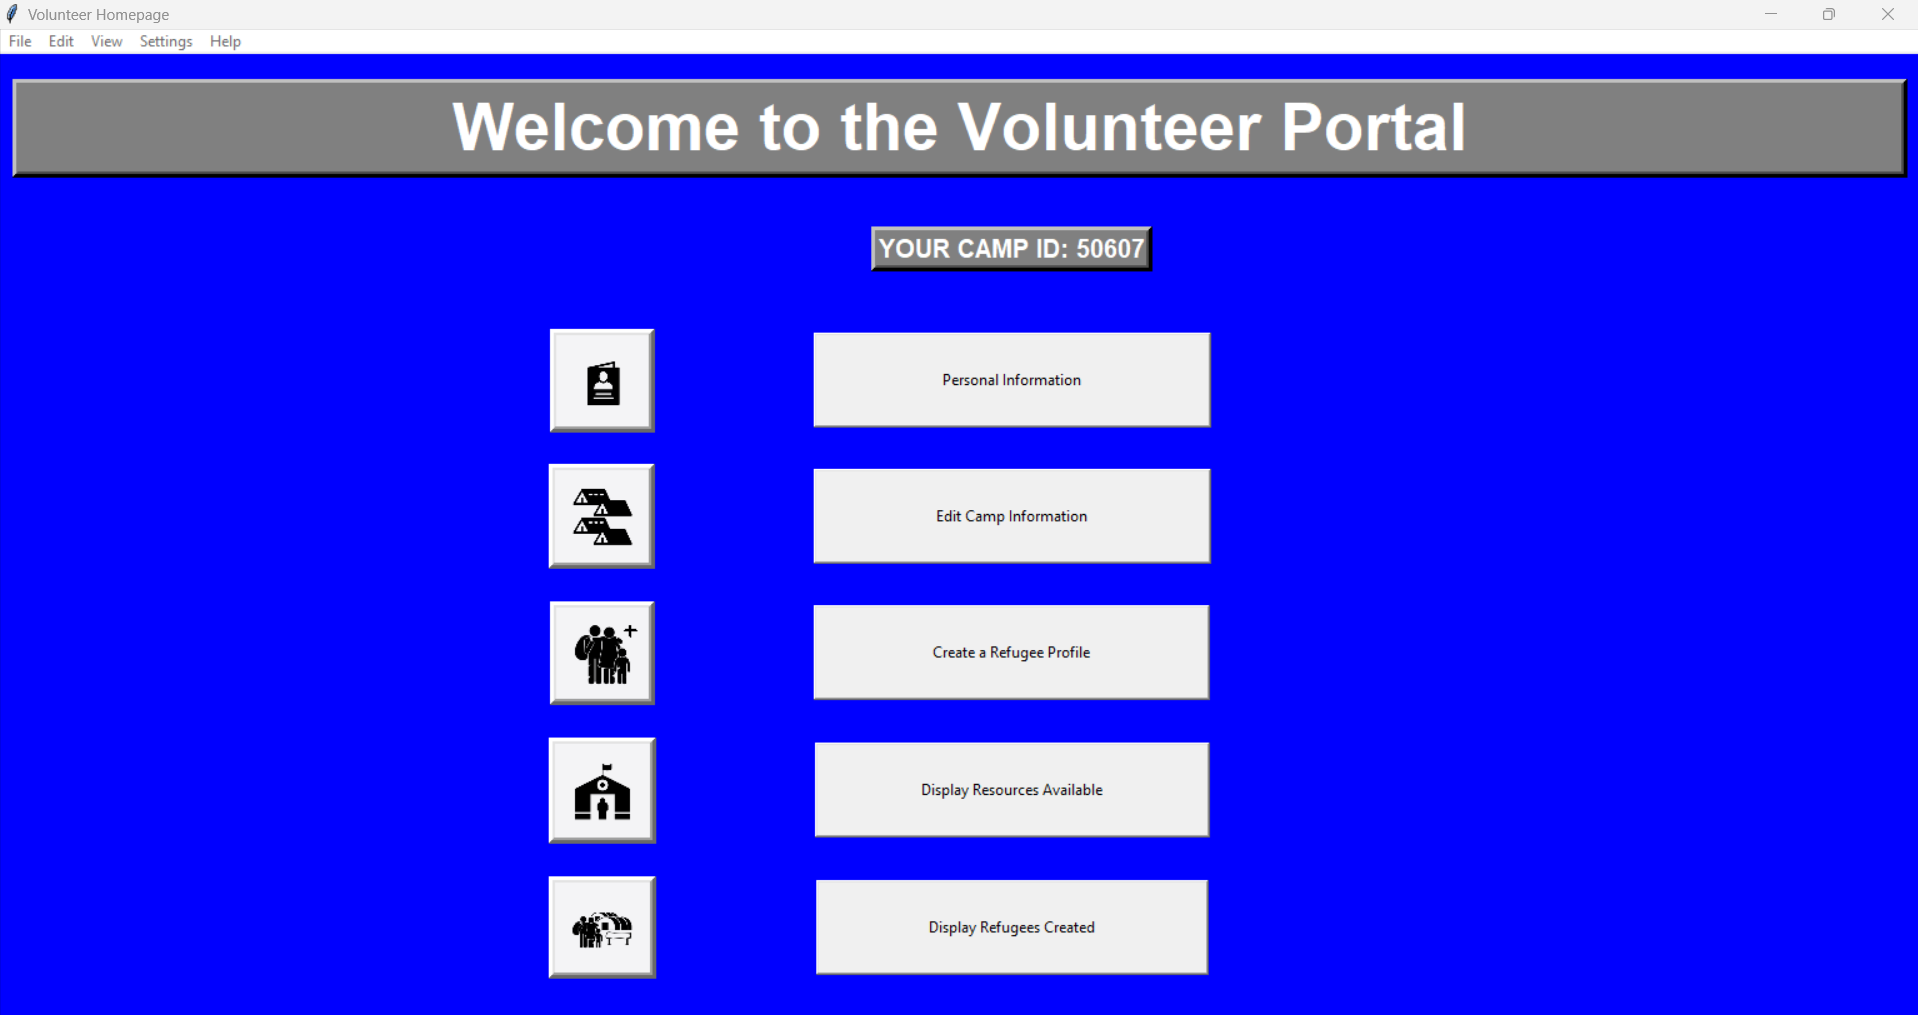 Volunteer Homepage
File Edit View Settings Help
Welcome to the Volunteer Portal
YOUR CAMP ID: 50607
Personal Information
Edit Camp Information
Create a Refugee Profile
Display Resources Available
Display Refugees Created